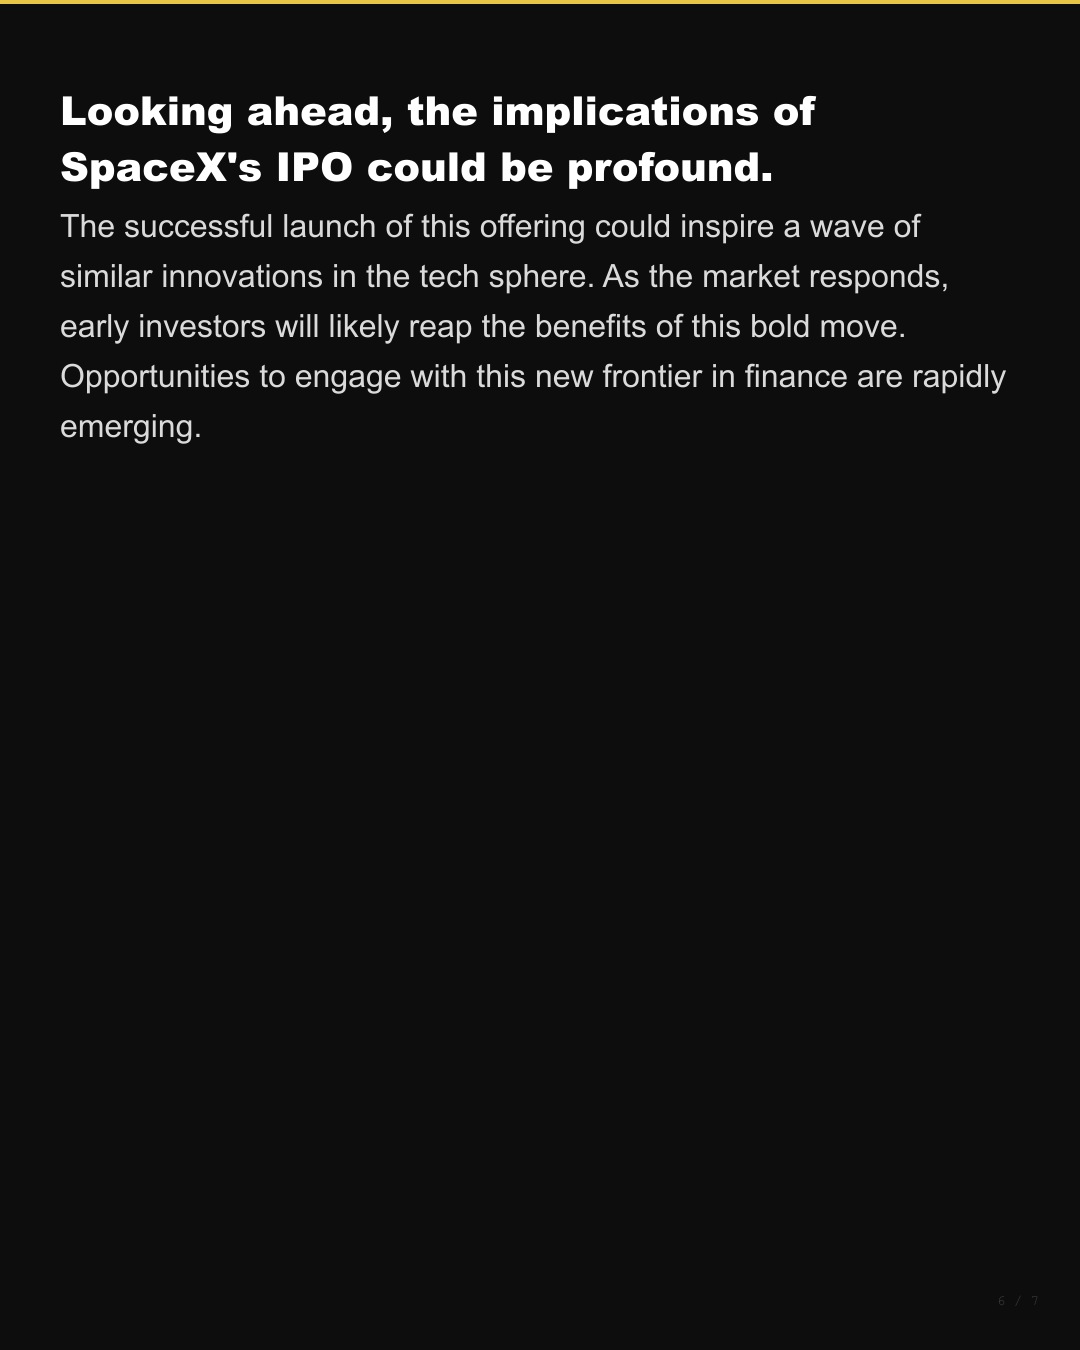 Looking ahead, the implications of
SpaceX's IPO could be profound.
The successful launch of this offering could inspire a wave of
similar innovations in the tech sphere. As the market responds,
early investors will likely reap the benefits of this bold move.
Opportunities to engage with this new frontier in finance are rapidly
emerging.
6 / 7